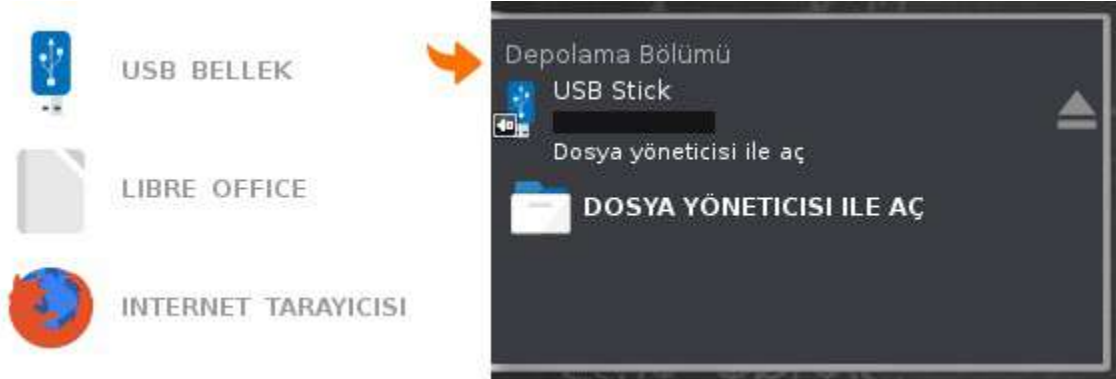 USB BELLEK
LIBRE OFFICE
INTERNET TARAYICISI
Depolama Bölümü
USB Stick
Dosya yöneticisi ile aç
DOSYA YÖNETICISI ILE AÇ